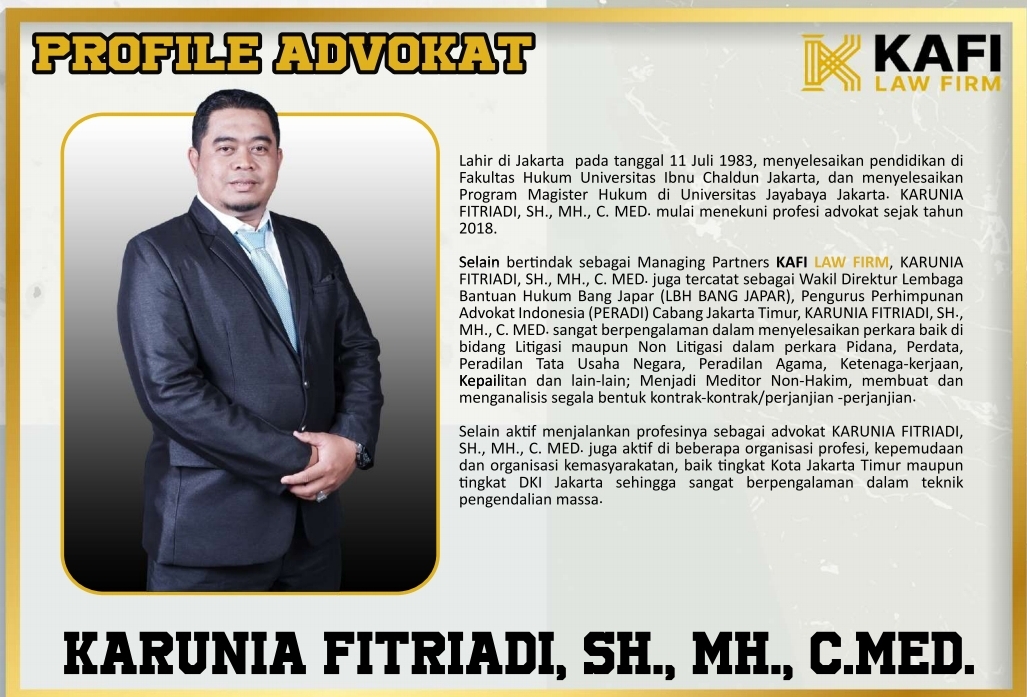 PROFILE ADVOKAT
KAFI
LAW FIRM
Lahir di Jakarta pada tanggal 11 Juli 1983, menyelesaikan pendidikan di
Fakultas Hukum Universitas Ibnu Chaldun Jakarta, dan menyelesaikan
Program Magister Hukum di Universitas Jayabaya Jakarta. KARUNIA
FITRIADI, SH., MH., C. MED. mulai menekuni profesi advokat sejak tahun
2018.
Selain bertindak sebagai Managing Partners KAFI LAW FIRM, KARUNIA
FITRIADI, SH., MH., C. MED. juga tercatat sebagai Wakil Direktur Lembaga
Bantuan Hukum Bang Japar (LBH BANG JAPAR), Pengurus Perhimpunan
Advokat Indonesia (PERADI) Cabang Jakarta Timur, KARUNIA FITRIADI, SH.,
MH., C. MED. sangat berpengalaman dalam menyelesaikan perkara baik di
bidang Litigasi maupun Non Litigasi dalam perkara Pidana, Perdata,
Peradilan Tata Usaha Negara, Peradilan Agama, Ketenaga-kerjaan,
Kepailitan dan lain-lain; Menjadi Meditor Non-Hakim, membuat dan
menganalisis segala bentuk kontrak-kontrak/perjanjian -perjanjian.
Selain aktif menjalankan profesinya sebagai advokat KARUNIA FITRIADI,
SH., MH., C. MED. juga aktif di beberapa organisasi profesi, kepemudaan
dan organisasi kemasyarakatan, baik tingkat Kota Jakarta Timur maupun
tingkat DKI Jakarta sehingga sangat berpengalaman dalam teknik
pengendalian massa.
KARUNIA FITRIADI, SH., MH., C.MED.